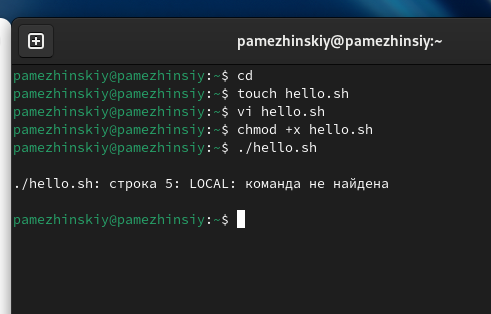 pamezhinskiy@pamezhinsiy:~
pamezhinskiy@pamezhinsiy:~$ cd
pamezhinskiy@pamezhinsiy:~$ touch hello.sh
pamezhinskiy@pamezhinsiy:~$ vi hello.sh
pamezhinskiy@pamezhinsiy:~$ chmod +x hello.sh
pamezhinskiy@pamezhinsiy:~$ ./hello.sh
./hello.sh: строка 5: LOCAL: команда не найдена
pamezhinskiy@pamezhinsiy:~$